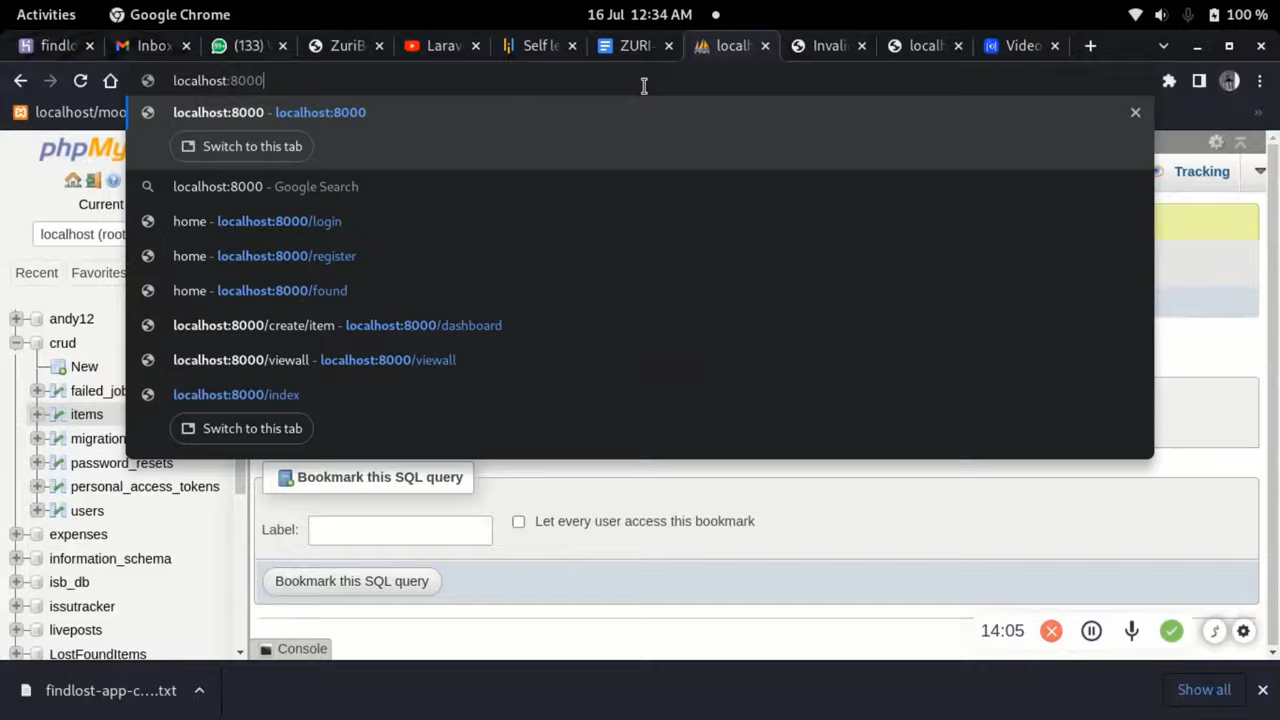 Activities Google Chrome 16 Jul 12:34 AM 100 %
findlo Inbox (133) ZuriB Larav Self le ZURI- localh Invali localh Video
localhost:8000
localhost/moo
localhost:8000 - localhost:8000
Switch to this tab
localhost:8000 - Google Search
home - localhost:8000/login
home - localhost:8000/register
home - localhost:8000/found
localhost:8000/create/item - localhost:8000/dashboard
localhost:8000/viewall - localhost:8000/viewall
localhost:8000/index
Switch to this tab
phpMy
Tracking
Current
localhost (root
Recent Favorites
andy12
crud
New
failed_job
items
migration
password_resets
personal_access_tokens
users
expenses
information_schema
isb_db
issutracker
liveposts
LostFoundItems
Bookmark this SQL query
Label:
Let every user access this bookmark
Bookmark this SQL query
14:05
Console
findlost-app-c....txt
Show all